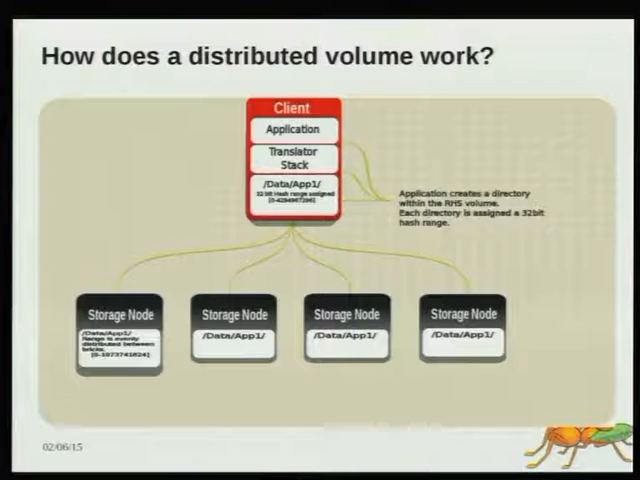 How does a distributed volume work?
Client
Application
Translator
Stack
/Data/App1/
32bit Hash range assigned
[0-4294967296]
Application creates a directory
within the RHS volume.
Each directory is assigned a 32bit
hash range.
Storage Node
/Data/App1/
Range is evenly
distributed between
bricks.
[0-1073741824]
Storage Node
/Data/App1/
Storage Node
/Data/App1/
Storage Node
/Data/App1/
02/06/15